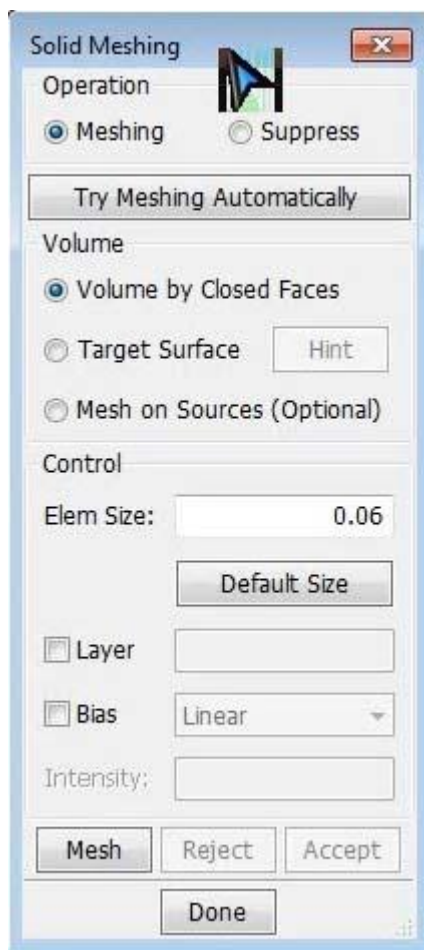 Solid Meshing
Operation
Meshing Suppress
Try Meshing Automatically
Volume
Volume by Closed Faces
Target Surface Hint
Mesh on Sources (Optional)
Control
Elem Size: 0.06
Default Size
Layer
Bias Linear
Intensity:
Mesh Reject Accept
Done